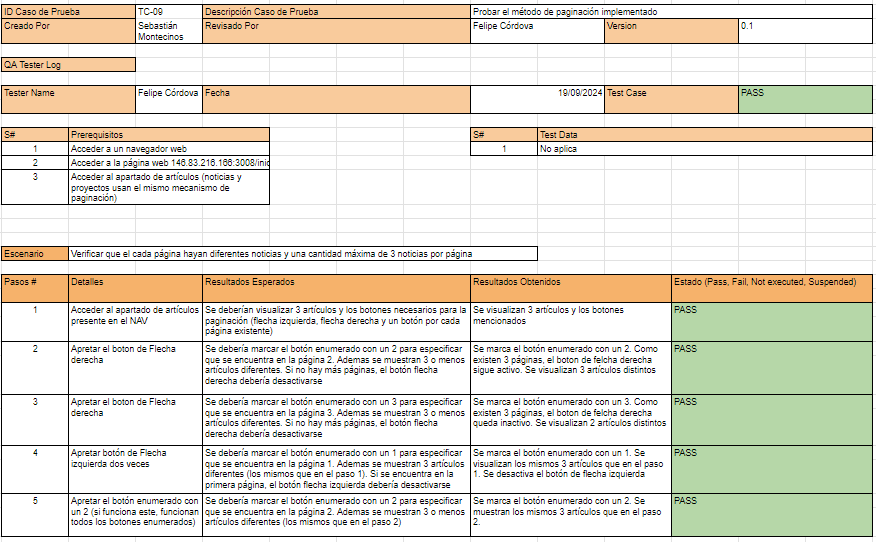 ID Caso de Prueba TC-09 Descripción Caso de Prueba Probar el método de paginación implementado
Creado Por Sebastián Montecinos Revisado Por Felipe Córdova Version 0.1
QA Tester Log
Tester Name Felipe Córdova Fecha 19/09/2024 Test Case PASS
S# Prerequisitos
1 Acceder a un navegador web
2 Acceder a la página web 146.83.216.166:3008/inic
3 Acceder al apartado de artículos (noticias y
proyectos usan el mismo mecanismo de
paginación)
S# Test Data
1 No aplica
Escenario Verificar que el cada página hayan diferentes noticias y una cantidad máxima de 3 noticias por página
Pasos # Detalles Resultados Esperados Resultados Obtenidos Estado (Pass, Fail, Not executed, Suspended)
1
Acceder al apartado de artículos
presente en el NAV
Se deberían visualizar 3 artículos y los botones necesarios para la
paginación (flecha izquierda, flecha derecha y un botón por cada
página existente)
Se visualizan 3 artículos y los botones
mencionados
PASS
2
Apretar el boton de Flecha
derecha
Se debería marcar el botón enumerado con un 2 para especificar
que se encuentra en la página 2. Ademas se muestran 3 o menos
artículos diferentes. Si no hay más páginas, el botón flecha
derecha debería desactivarse
Se marca el botón enumerado con un 2. Como
existen 3 páginas, el boton de felcha derecha
sigue activo. Se visualizan 3 artículos distintos
PASS
3
Apretar el boton de Flecha
derecha
Se debería marcar el botón enumerado con un 3 para especificar
que se encuentra en la página 3. Ademas se muestran 3 o menos
artículos diferentes. Si no hay más páginas, el botón flecha
derecha debería desactivarse
Se marca el botón enumerado con un 3. Como
existen 3 páginas, el boton de felcha derecha
queda inactivo. Se visualizan 2 artículos distintos
PASS
4
Apretar botón de Flecha
izquierda dos veces
Se debería marcar el botón enumerado con un 1 para especificar
que se encuentra en la página 1. Ademas se muestran 3 artículos
diferentes (los mismos que en el paso 1). Si se encuentra en la
primera página, el botón flecha izquierda debería desactivarse
Se marca el botón enumerado con un 1. Se
visualizan los mismos 3 artículos que en el paso
1. Se desactiva el botón de flecha izquierda
PASS
5
Apretar el botón enumerado con
un 2 (si funciona este, funcionan
todos los botones enumerados)
Se debería marcar el botón enumerado con un 2 para especificar
que se encuentra en la página 2. Ademas se muestran 3 o menos
artículos diferentes (los mismos que en el paso 2)
Se marca el botón enumerado con un 2. Se
muestran los mismos 3 artículos que en el paso
2.
PASS